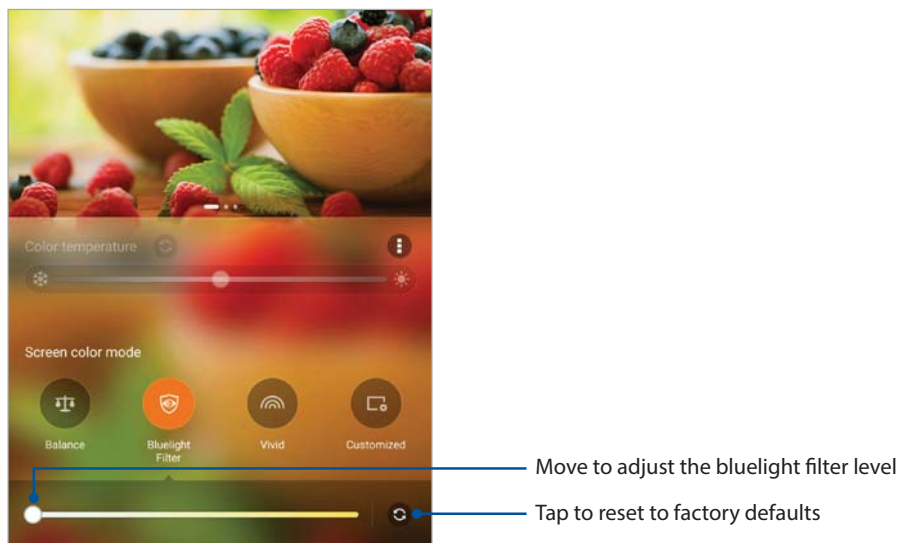 Color temperature
Screen color mode
Balance
Bluelight
Filter
Vivid
Customized
Move to adjust the bluelight filter level
Tap to reset to factory defaults